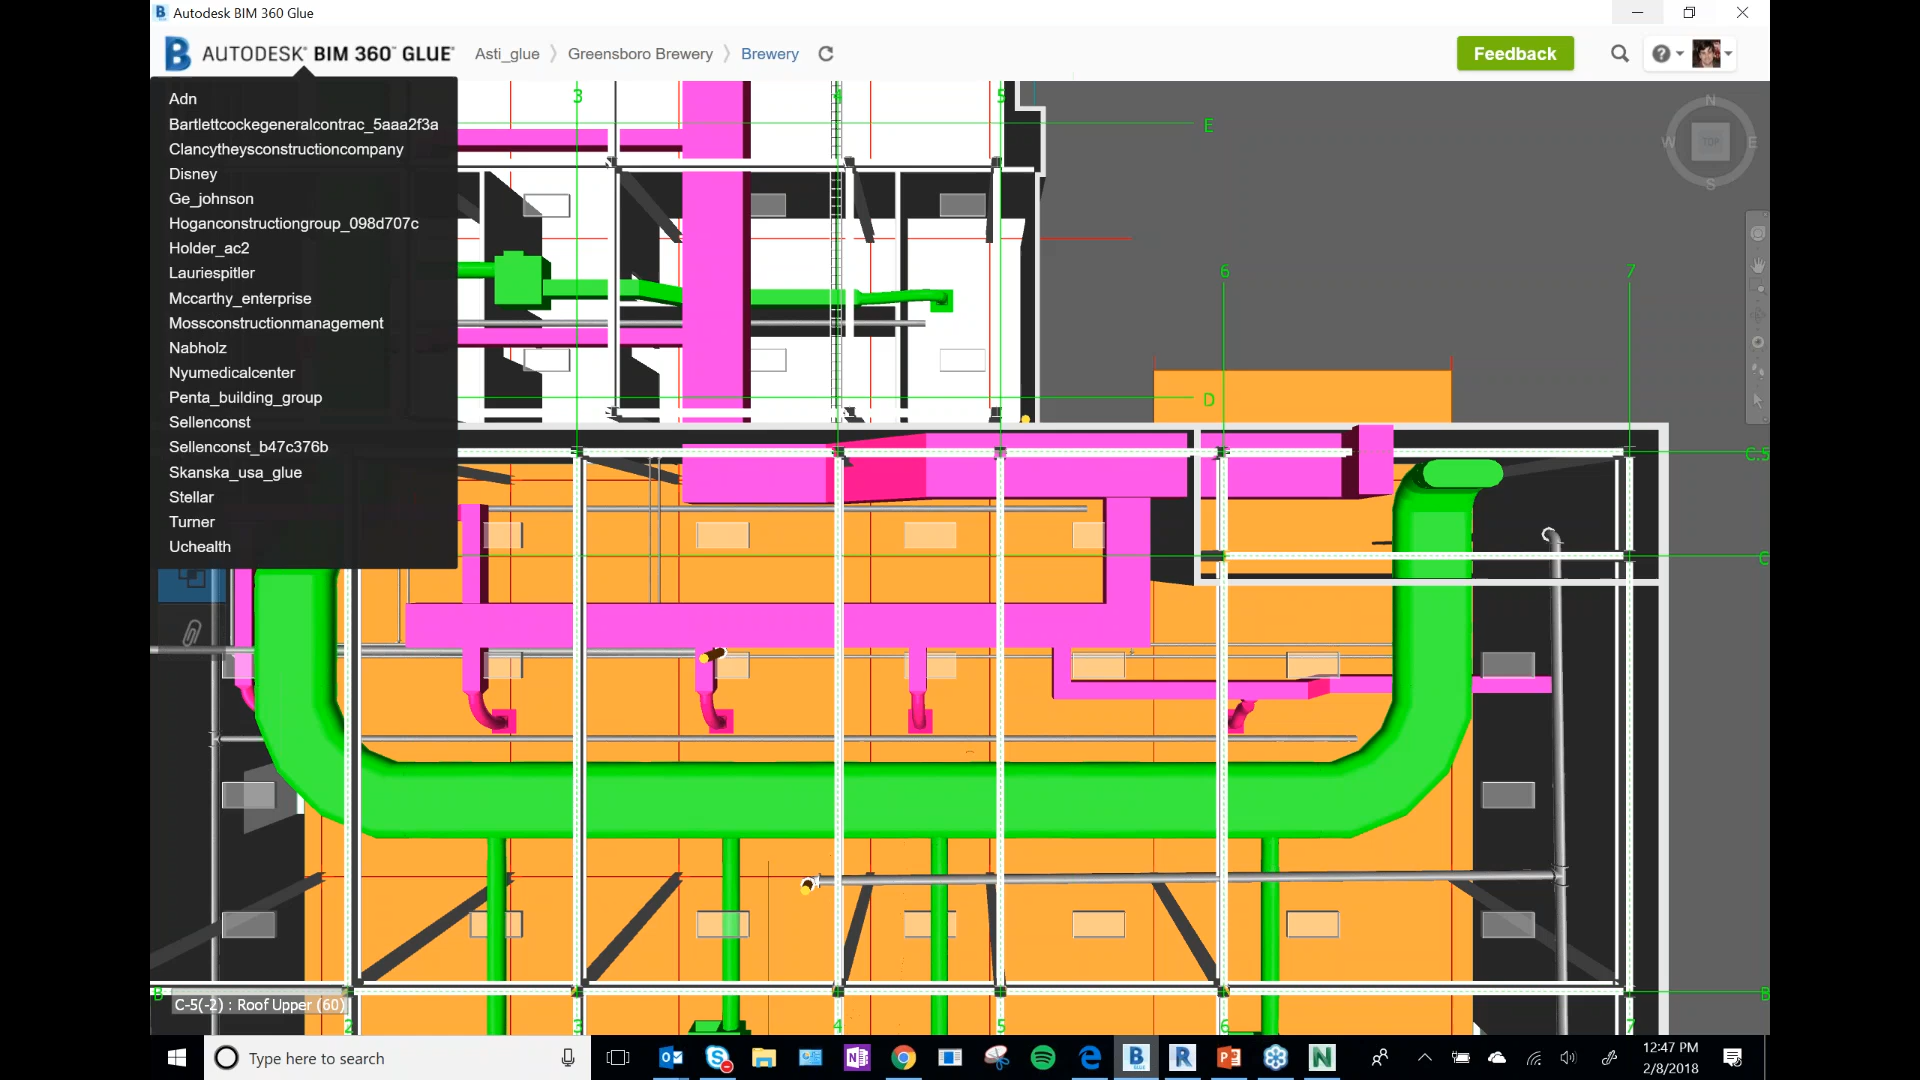 Autodesk BIM 360 Glue
AUTODESK® BIM 360™ GLUE®
Asti_glue
Greensboro Brewery
Brewery
Feedback
Adn
Bartlettcockegeneralcontrac_5aaa2f3a
Clancytheysconstructioncompany
Disney
Ge_johnson
Hoganconstructiongroup_098d707c
Holder_ac2
Lauriespitler
Mccarthy_enterprise
Mossconstructionmanagement
Nabholz
Nyumedicalcenter
Penta_building_group
Sellenconst
Sellenconst_b47c376b
Skanska_usa_glue
Stellar
Turner
Uchealth
3
4
5
E
N
W
TOP
E
S
6
7
D
C.5
C
B
C-5(-2) : Roof Upper (60)
B
2
3
4
5
6
7
Type here to search
12:47 PM
2/8/2018